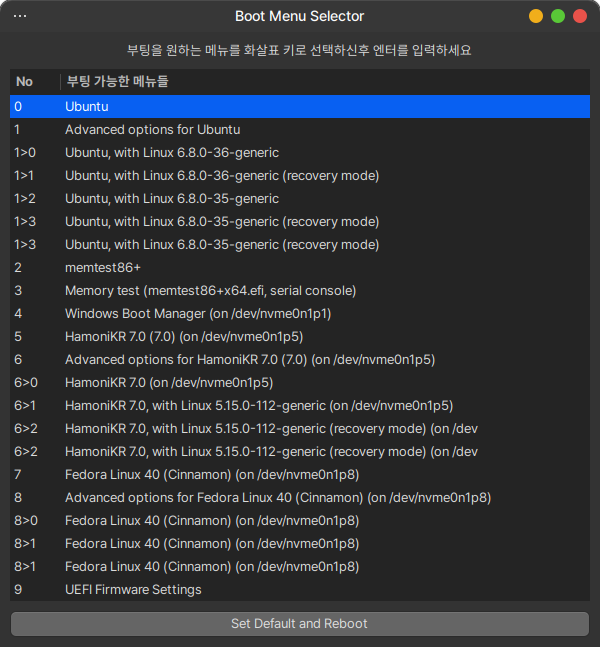 Boot Menu Selector
부팅을 원하는 메뉴를 화살표 키로 선택하신후 엔터를 입력하세요
No 부팅 가능한 메뉴들
0 Ubuntu
1 Advanced options for Ubuntu
1>0 Ubuntu, with Linux 6.8.0-36-generic
1>1 Ubuntu, with Linux 6.8.0-36-generic (recovery mode)
1>2 Ubuntu, with Linux 6.8.0-35-generic
1>3 Ubuntu, with Linux 6.8.0-35-generic (recovery mode)
1>3 Ubuntu, with Linux 6.8.0-35-generic (recovery mode)
2 memtest86+
3 Memory test (memtest86+x64.efi, serial console)
4 Windows Boot Manager (on /dev/nvme0n1p1)
5 HamoniKR 7.0 (7.0) (on /dev/nvme0n1p5)
6 Advanced options for HamoniKR 7.0 (7.0) (on /dev/nvme0n1p5)
6>0 HamoniKR 7.0 (on /dev/nvme0n1p5)
6>1 HamoniKR 7.0, with Linux 5.15.0-112-generic (on /dev/nvme0n1p5)
6>2 HamoniKR 7.0, with Linux 5.15.0-112-generic (recovery mode) (on /dev
6>2 HamoniKR 7.0, with Linux 5.15.0-112-generic (recovery mode) (on /dev
7 Fedora Linux 40 (Cinnamon) (on /dev/nvme0n1p8)
8 Advanced options for Fedora Linux 40 (Cinnamon) (on /dev/nvme0n1p8)
8>0 Fedora Linux 40 (Cinnamon) (on /dev/nvme0n1p8)
8>1 Fedora Linux 40 (Cinnamon) (on /dev/nvme0n1p8)
8>1 Fedora Linux 40 (Cinnamon) (on /dev/nvme0n1p8)
9 UEFI Firmware Settings
Set Default and Reboot